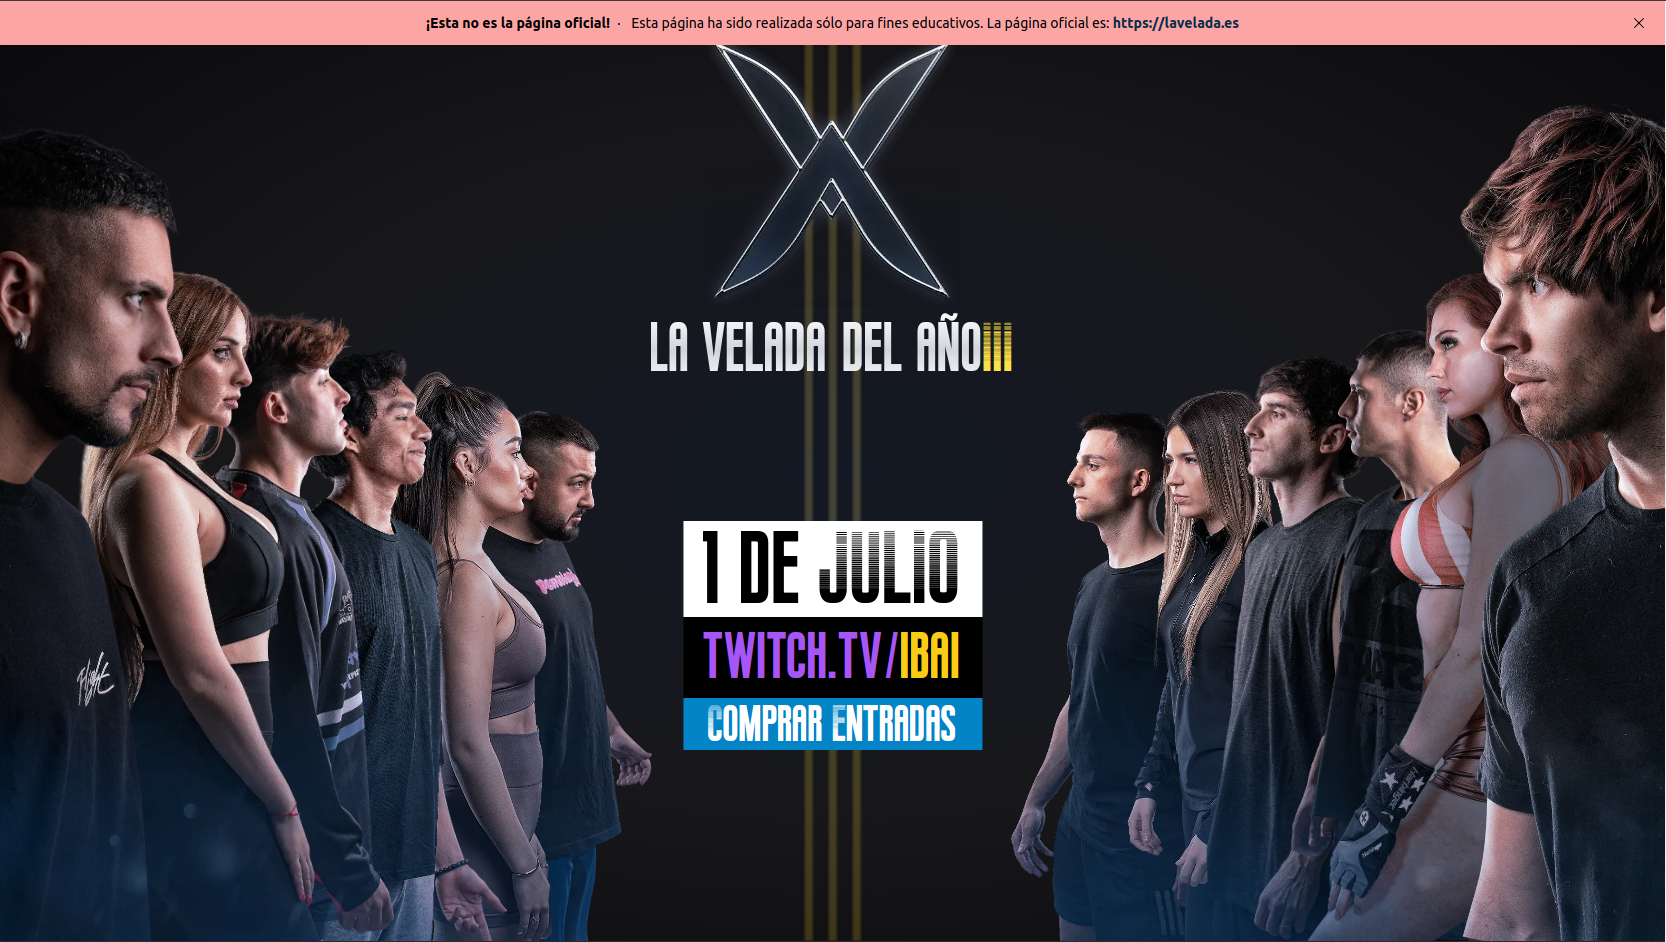 ¡Esta no es la página oficial! · Esta página ha sido realizada sólo para fines educativos. La página oficial es: https://lavelada.es
LA VELADA DEL AÑOIII
1 DE JULIO
TWITCH.TV/IBAI
COMPRAR ENTRADAS
Flight